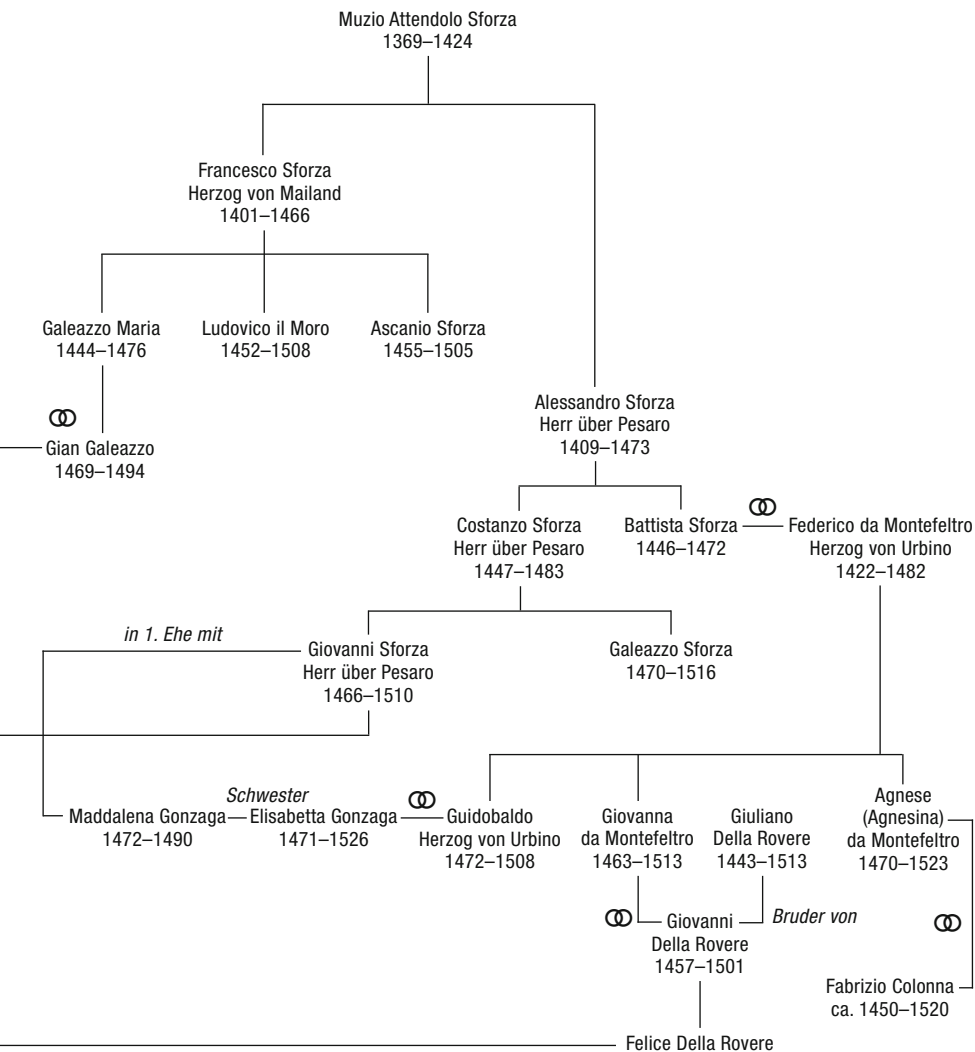 Muzio Attendolo Sforza
1369–1424
Francesco Sforza
Herzog von Mailand
1401–1466
Galeazzo Maria
1444–1476
Ludovico il Moro
1452–1508
Ascanio Sforza
1455–1505
Gian Galeazzo
1469–1494
Alessandro Sforza
Herr über Pesaro
1409–1473
Costanzo Sforza
Herr über Pesaro
1447–1483
Battista Sforza
1446–1472
Federico da Montefeltro
Herzog von Urbino
1422–1482
in 1. Ehe mit
Giovanni Sforza
Herr über Pesaro
1466–1510
Galeazzo Sforza
1470–1516
Maddalena Gonzaga
1472–1490
Schwester
Elisabetta Gonzaga
1471–1526
Guidobaldo
Herzog von Urbino
1472–1508
Giovanna
da Montefeltro
1463–1513
Giuliano
Della Rovere
1443–1513
Agnese
(Agnesina)
da Montefeltro
1470–1523
Giovanni
Della Rovere
1457–1501
Bruder von
Fabrizio Colonna
ca. 1450–1520
Felice Della Rovere